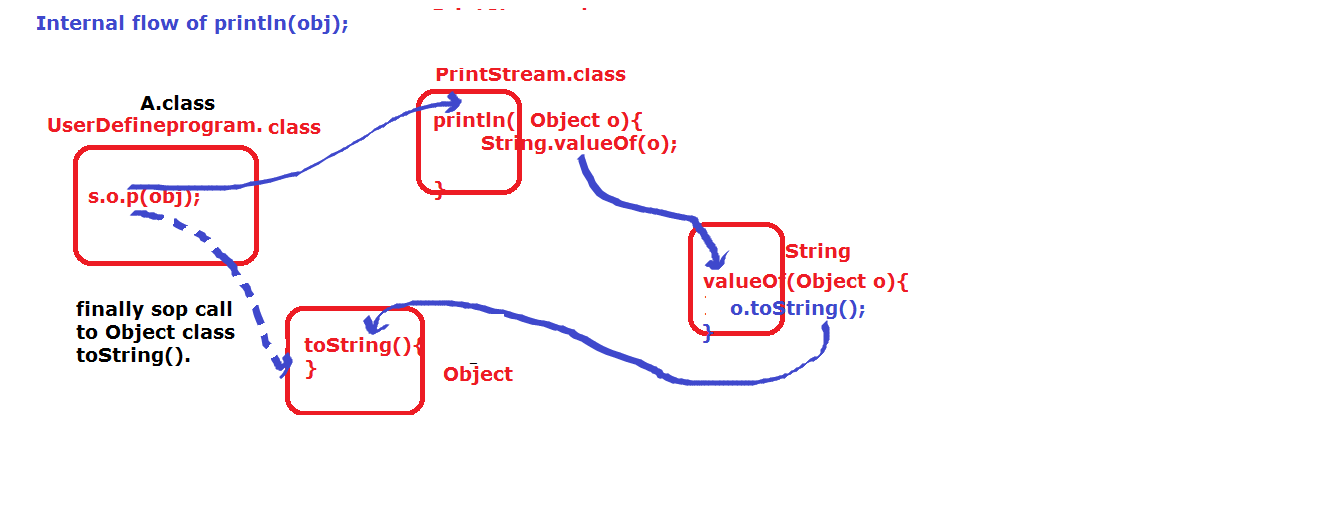 Internal flow of println(obj);
PrintStream.class
A.class
UserDefineprogram. class
println( Object o){
String.valueOf(o);
}
s.o.p(obj);
String
valueOf(Object o){
o.toString();
}
finally sop call
to Object class
toString().
toString(){
}
Object